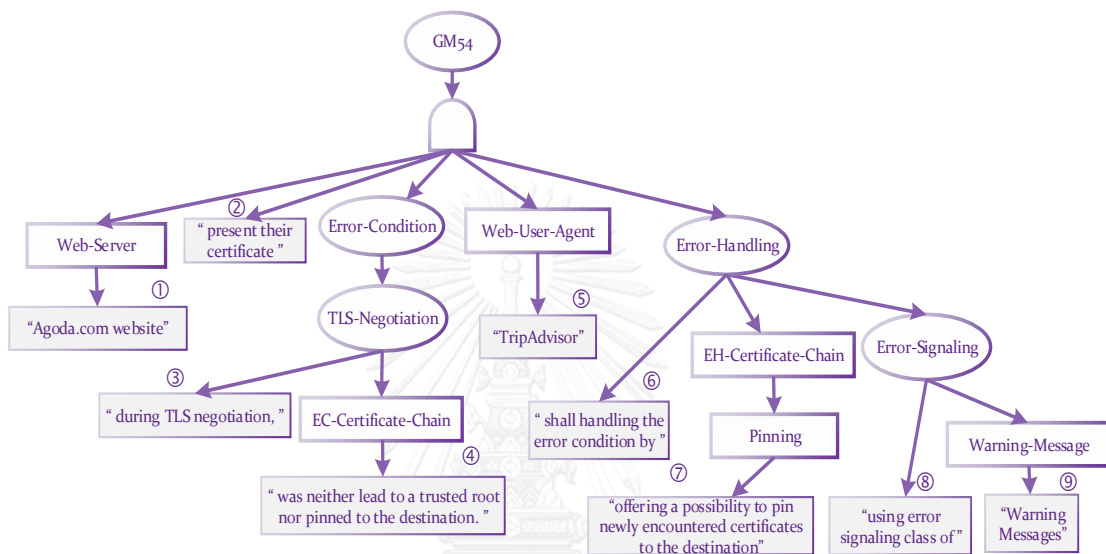 GM54
②
Web-Server
“ present their
certificate ”
Error-Condition
Web-User-Agent
Error-Handling
①
“Agoda.com website”
TLS-Negotiation
⑤
“TripAdvisor”
EH-Certificate-Chain
Error-Signaling
③
“ during TLS negotiation, ”
EC-Certificate-Chain
⑥
“ shall handling the
error condition by ”
Pinning
Warning-Message
④
“ was neither lead to a trusted root
nor pinned to the destination. ”
⑦
“offering a possibility to pin
newly encountered certificates
to the destination”
⑧
“using error
signaling class of ”
⑨
“Warning
Messages”